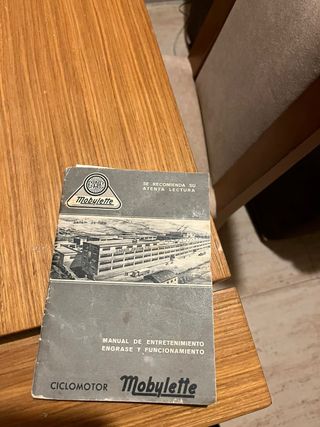 Mobylette
SE RECOMIENDA SU
ATENTA LECTURA
MANUAL DE ENTRETENIMIENTO
ENGRASE Y FUNCIONAMIENTO
CICLOMOTOR Mobylette